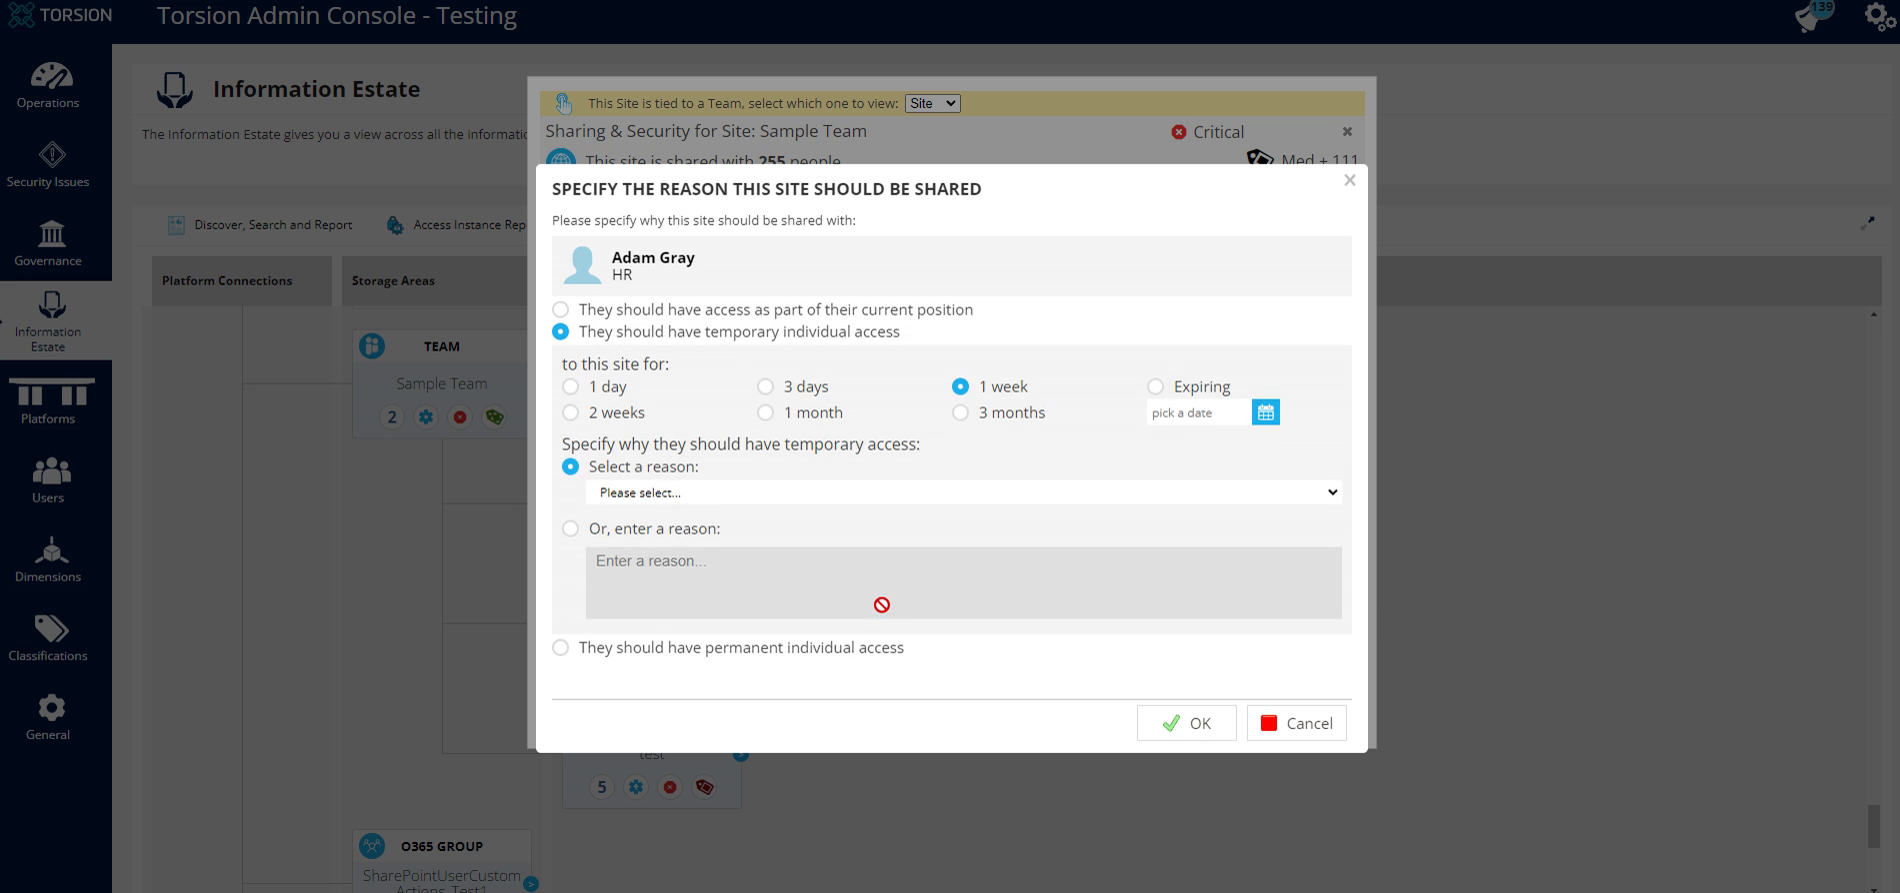 TORSION
Torsion Admin Console - Testing
139
Operations
Security Issues
Governance
Information
Estate
Platforms
Users
Dimensions
Classifications
General
Information Estate
The Information Estate gives you a view across all the
Discover, Search and Report
Access Instance
Platform Connections
Storage Areas
TEAM
Sample Team
2
This Site is tied to a Team, select which one to view: Site
Sharing & Security for Site: Sample Team
Critical
This site is shared with 255 people
Med + 111
SPECIFY THE REASON THIS SITE SHOULD BE SHARED
Please specify why this site should be shared with:
Adam Gray
HR
They should have access as part of their current position
They should have temporary individual access
to this site for:
1 day
3 days
1 week
Expiring
2 weeks
1 month
3 months
pick a date
Specify why they should have temporary access:
Select a reason:
Please select...
Or, enter a reason:
Enter a reason...
They should have permanent individual access
OK
Cancel
test
5
O365 GROUP
SharePointUserCustom
Actions_Test1